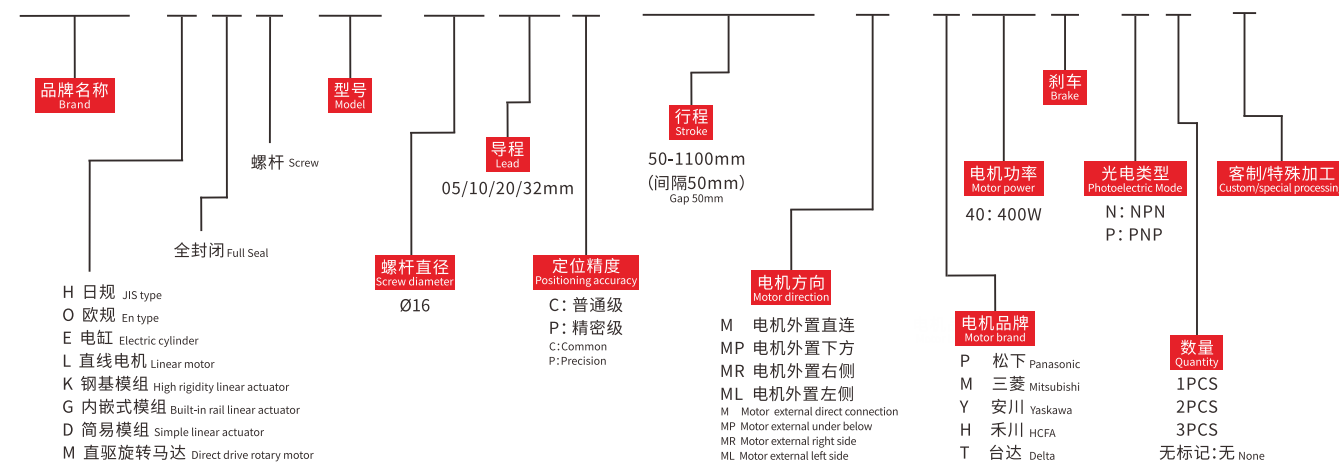 品牌名称
Brand
螺杆 Screw
全封闭 Full Seal
H 日规 JIS type
O 欧规 En type
E 电缸 Electric cylinder
L 直线电机 Linear motor
K 钢基模组 High rigidity linear actuator
G 内嵌式模组 Built-in rail linear actuator
D 简易模组 Simple linear actuator
M 直驱旋转马达 Direct drive rotary motor
型号
Model
螺杆直径
Screw diameter
Ø16
导程
Lead
05/10/20/32mm
定位精度
Positioning accuracy
C：普通级
P：精密级
C：Common
P：Precision
行程
Stroke
50-1100mm
（间隔50mm）
Gap 50mm
电机方向
Motor direction
M 电机外置直连
MP 电机外置下方
MR 电机外置右侧
ML 电机外置左侧
M Motor external direct connection
MP Motor external under below
MR Motor external right side
ML Motor external left side
电机品牌
Motor brand
P 松下 Panasonic
M 三菱 Mitsubishi
Y 安川 Yaskawa
H 禾川 HCFA
T 台达 Delta
电机功率
Motor power
40：400W
刹车
Brake
光电类型
Photoelectric Mode
N：NPN
P：PNP
数量
Quantity
1PCS
2PCS
3PCS
无标记：无 None
客制/特殊加工
Custom/special processin